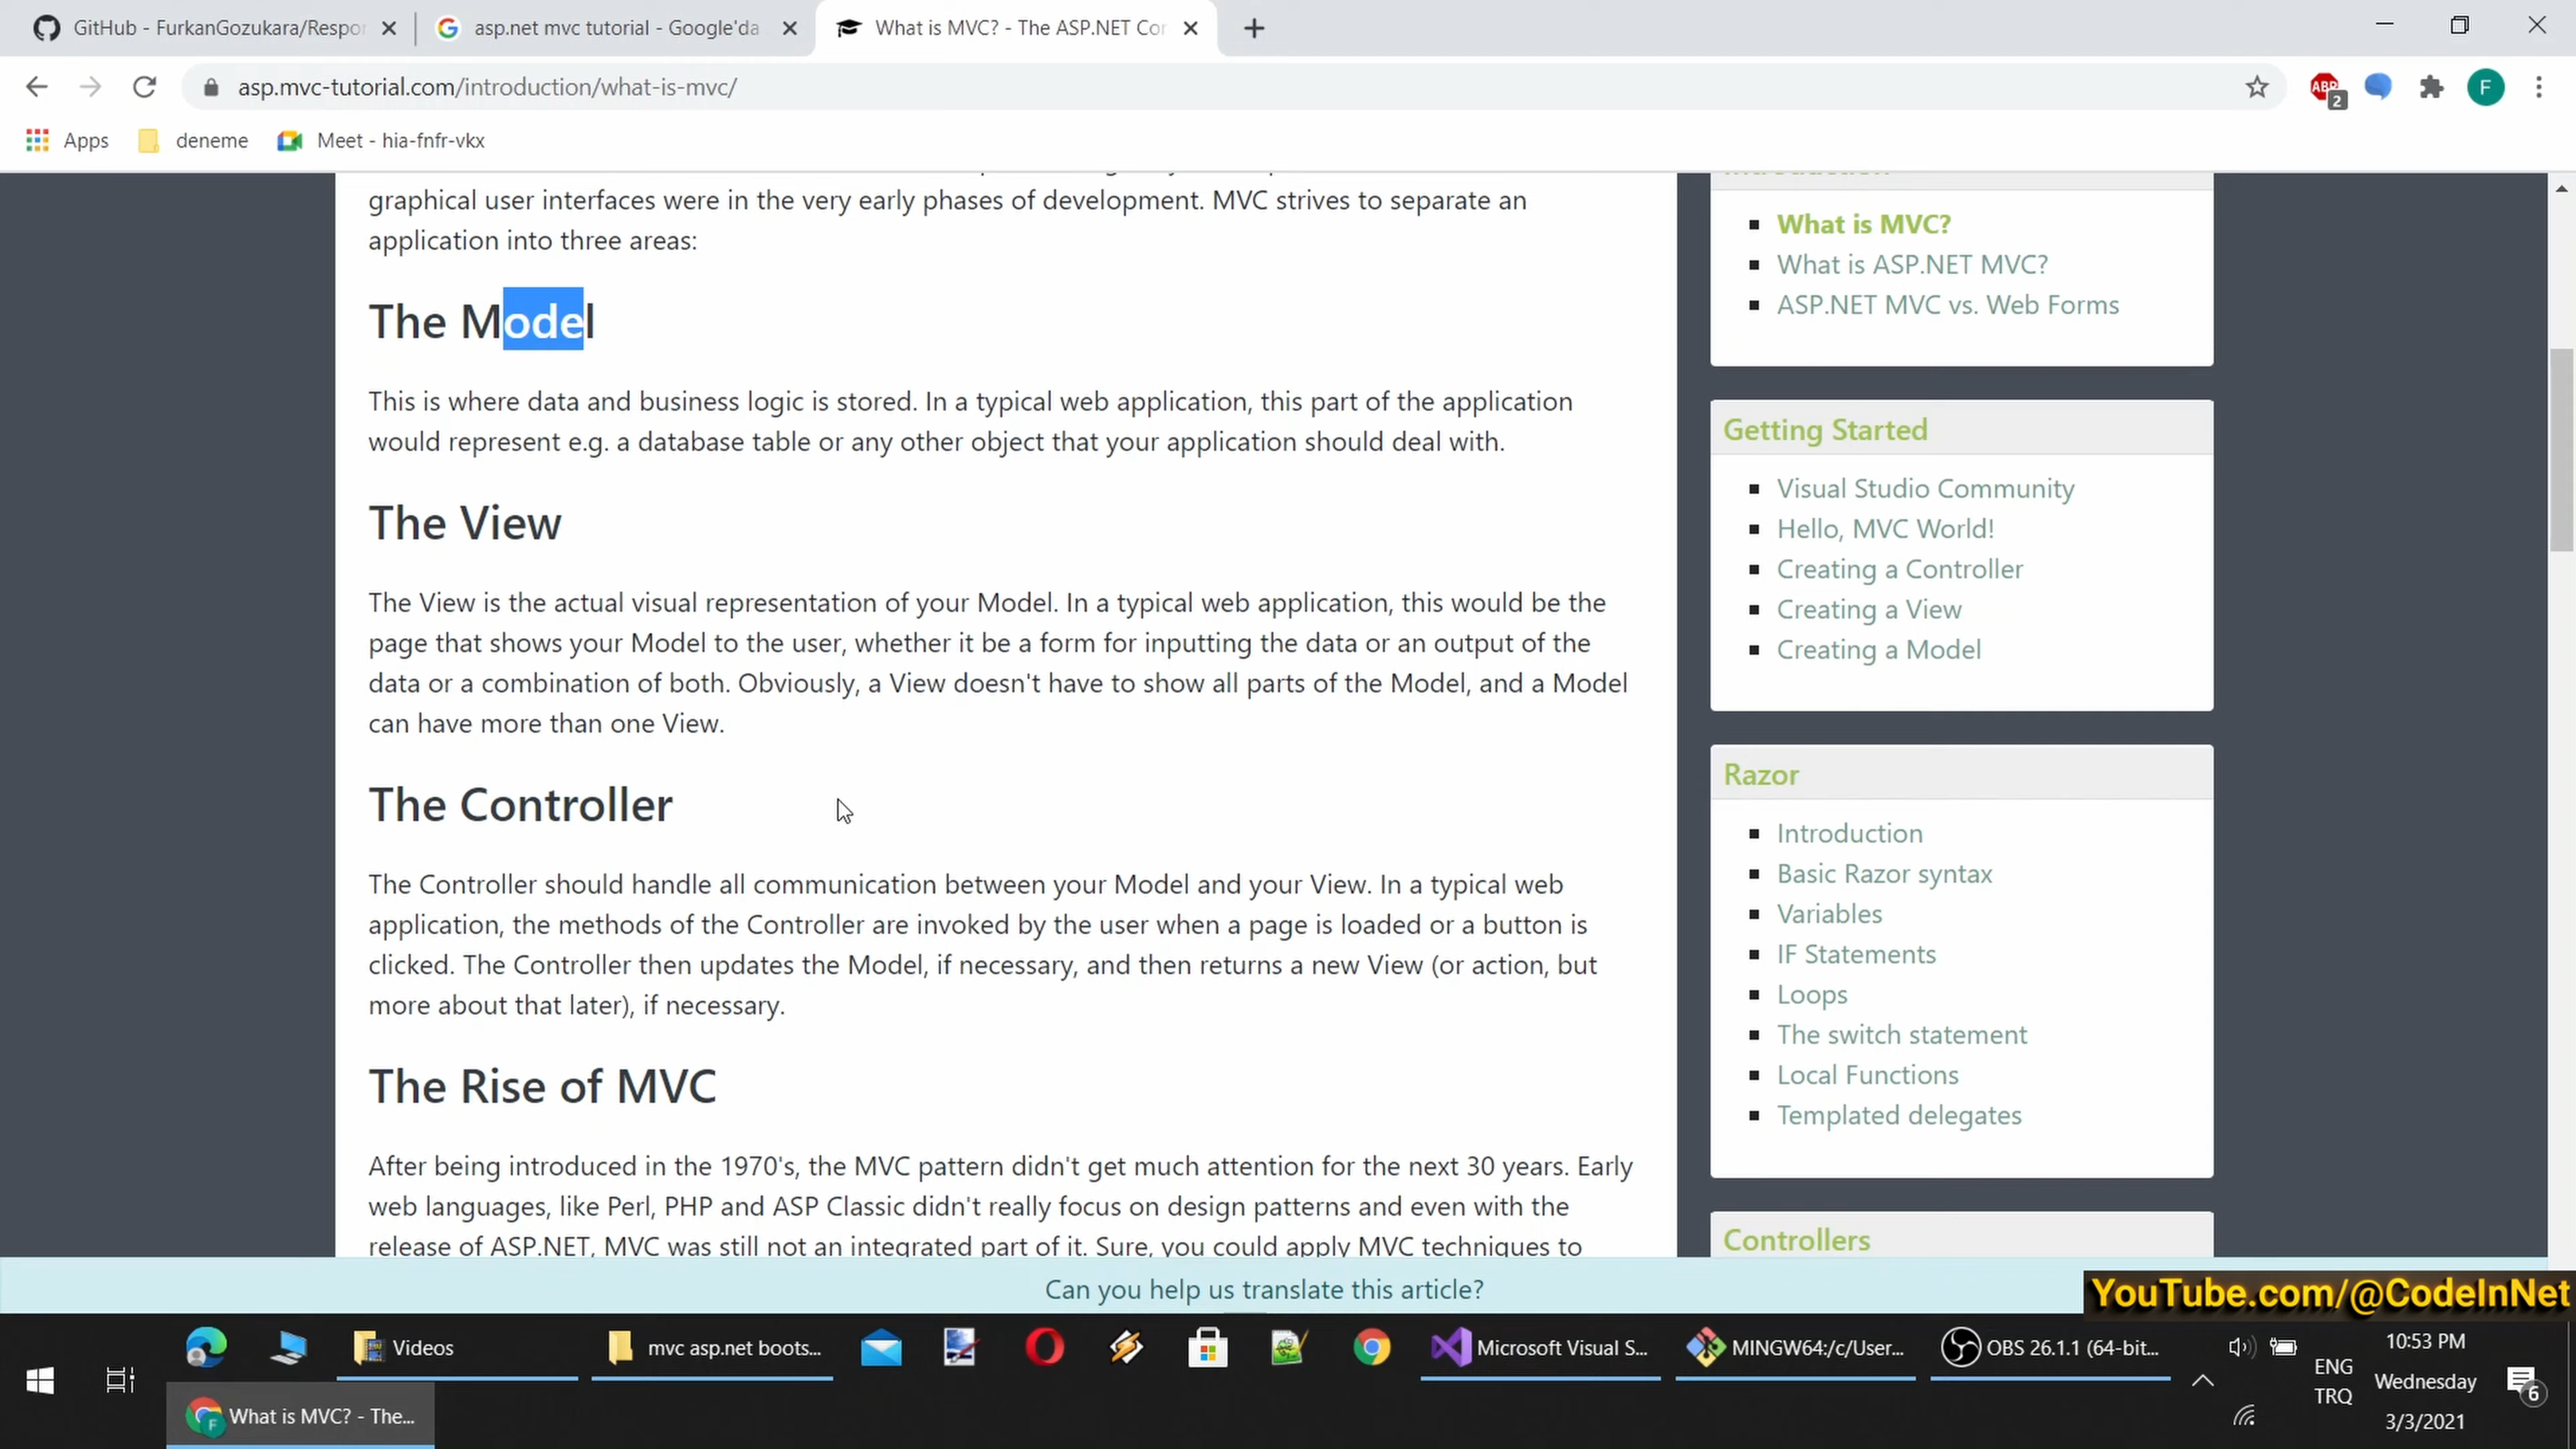 GitHub - FurkanGozukara/Respor
asp.net mvc tutorial - Google'da
What is MVC? - The ASP.NET Cor
asp.mvc-tutorial.com/introduction/what-is-mvc/
ABP
2
F
Apps
deneme
Meet - hia-fnfr-vkx
graphical user interfaces were in the very early phases of development. MVC strives to separate an
application into three areas:
The Model
This is where data and business logic is stored. In a typical web application, this part of the application
would represent e.g. a database table or any other object that your application should deal with.
The View
The View is the actual visual representation of your Model. In a typical web application, this would be the
page that shows your Model to the user, whether it be a form for inputting the data or an output of the
data or a combination of both. Obviously, a View doesn't have to show all parts of the Model, and a Model
can have more than one View.
The Controller
The Controller should handle all communication between your Model and your View. In a typical web
application, the methods of the Controller are invoked by the user when a page is loaded or a button is
clicked. The Controller then updates the Model, if necessary, and then returns a new View (or action, but
more about that later), if necessary.
The Rise of MVC
After being introduced in the 1970's, the MVC pattern didn't get much attention for the next 30 years. Early
web languages, like Perl, PHP and ASP Classic didn't really focus on design patterns and even with the
release of ASP.NET, MVC was still not an integrated part of it. Sure, you could apply MVC techniques to
What is MVC?
What is ASP.NET MVC?
ASP.NET MVC vs. Web Forms
Getting Started
Visual Studio Community
Hello, MVC World!
Creating a Controller
Creating a View
Creating a Model
Razor
Introduction
Basic Razor syntax
Variables
IF Statements
Loops
The switch statement
Local Functions
Templated delegates
Controllers
Can you help us translate this article?
YouTube.com/@CodeInNet
Videos
mvc asp.net boots...
Microsoft Visual S...
MINGW64:/c/User...
OBS 26.1.1 (64-bit...
What is MVC? - The...
ENG
TRQ
10:53 PM
Wednesday
3/3/2021
6